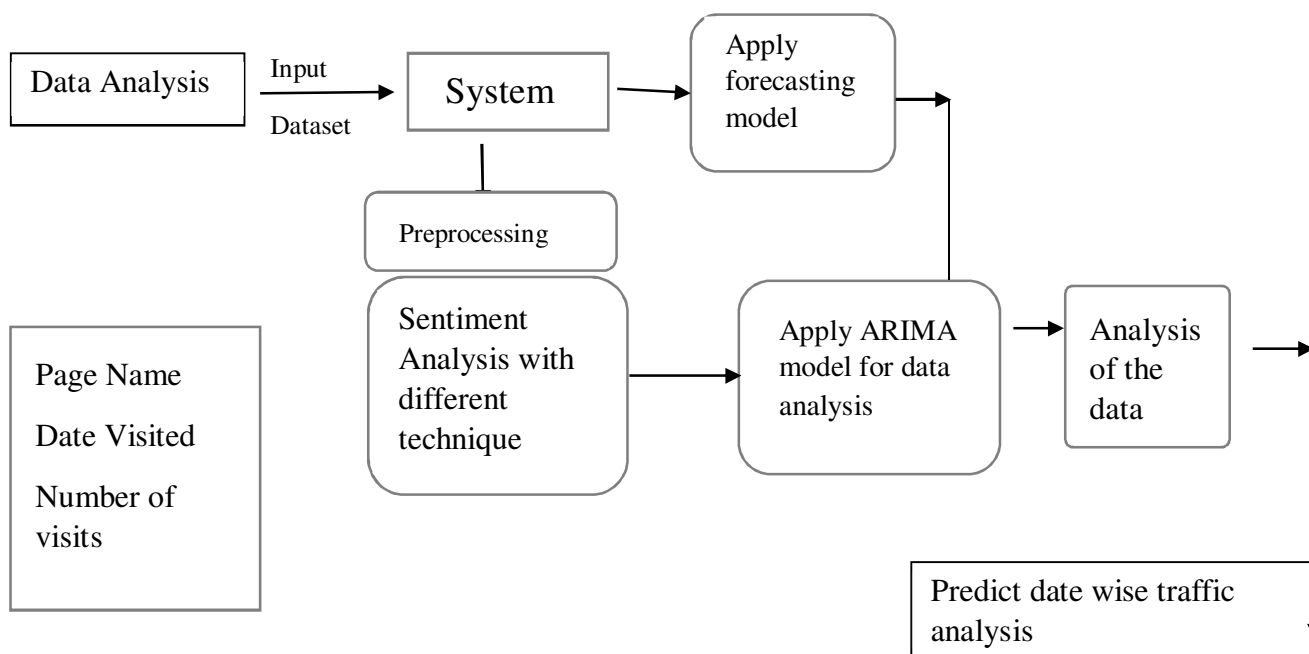 Data Analysis
Input
Dataset
System
Apply
forecasting
model
Preprocessing
Sentiment
Analysis with
different
technique
Apply ARIMA
model for data
analysis
Analysis
of the
data
Page Name
Date Visited
Number of
visits
Predict date wise traffic
analysis